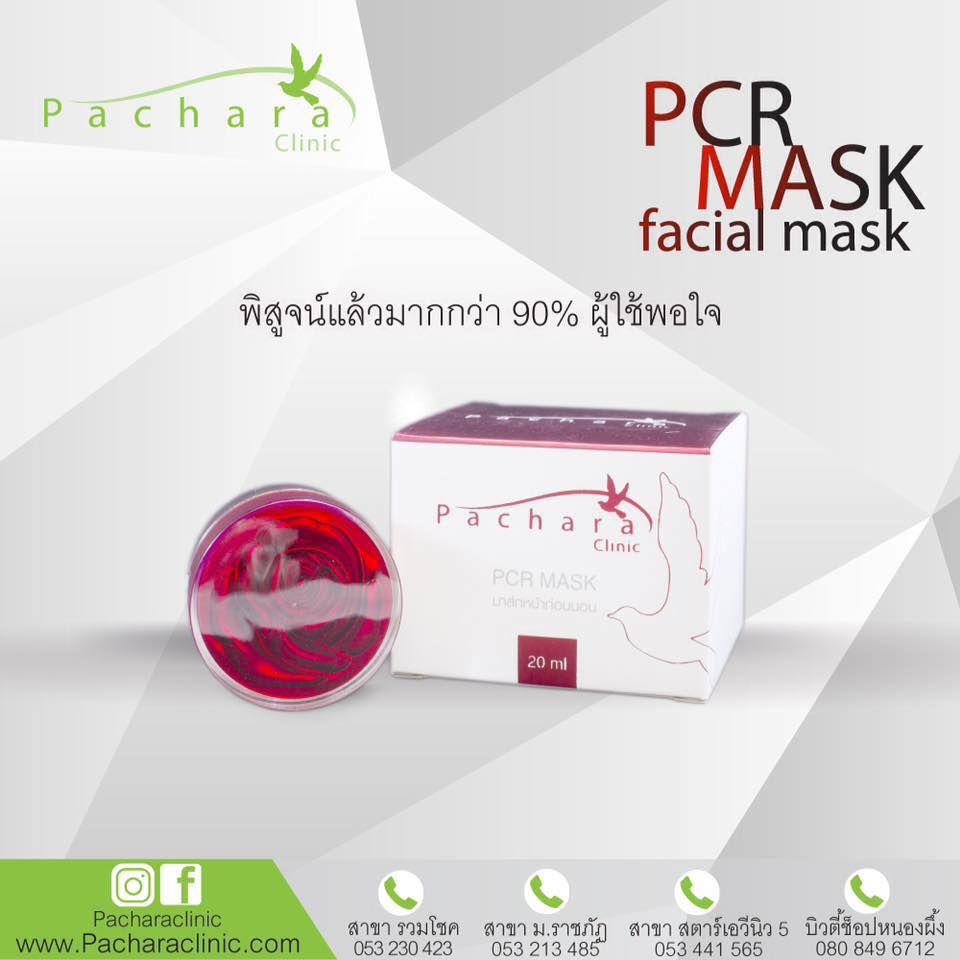 Pachara
Clinic
PCR
MASK
facial mask
พิสูจน์แล้วมากกว่า 90% ผู้ใช้พอใจ
Pachara
Clinic
Pachara
Clinic
PCR MASK
มาส์กหน้าก่อนนอน
20 ml
Pacharaclinic
www.Pacharaclinic.com
สาขา รวมโชค
053 230 423
สาขา ม.ราชภัฏ
053 213 485
สาขา สตาร์เอวีนิว 5
053 441 565
บิวตี้ช็อปหนองผึ้ง
080 849 6712